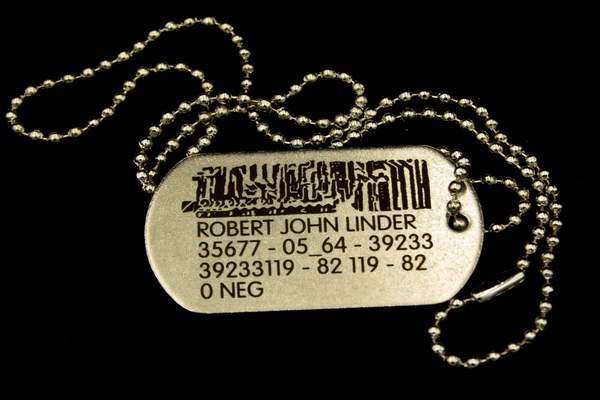 ROBERT JOHN LINDER
35677 - 05_64 - 39233
39233119 - 82 119 - 82
0 NEG